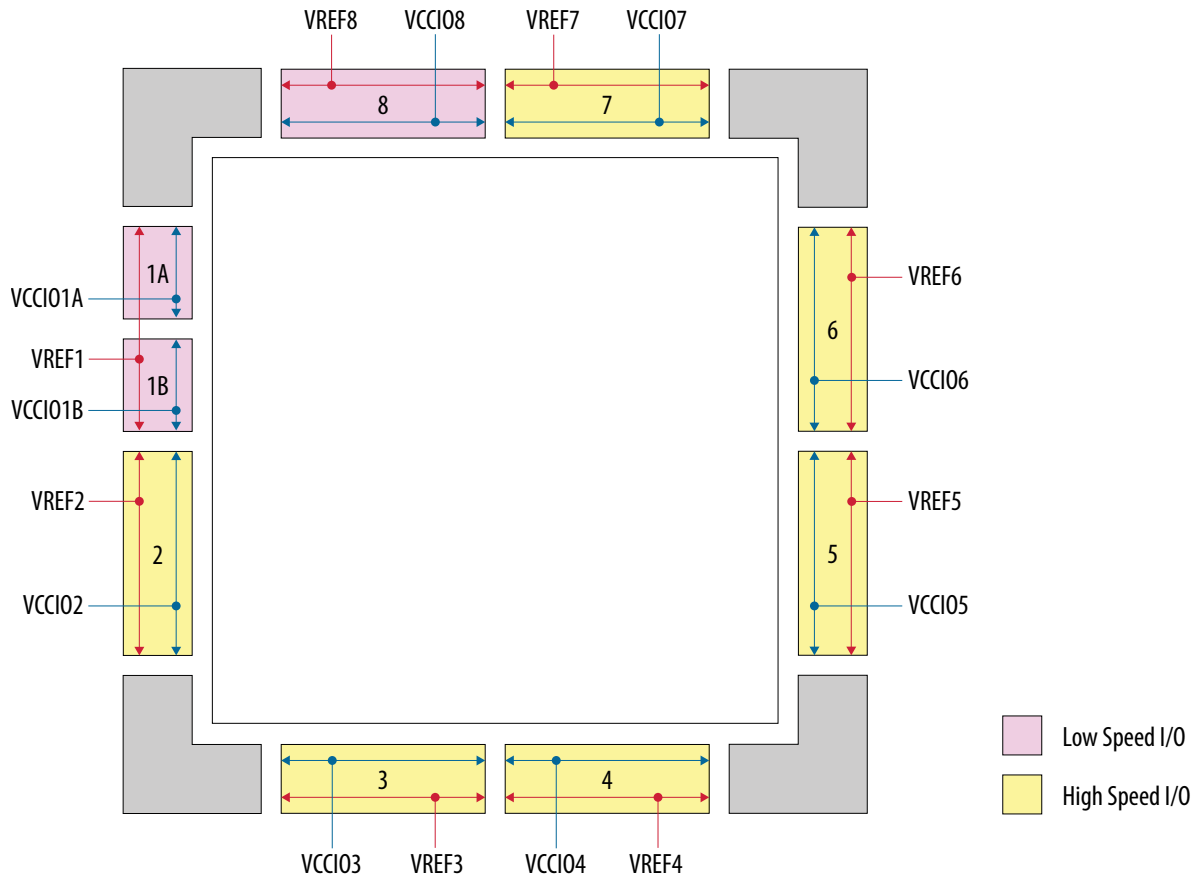 VREF8
VCCIO8
VREF7
VCCIO7
8
7
1A
VCCIO1A
VREF1
1B
VCCIO1B
VREF6
6
VCCIO6
VREF2
2
VCCIO2
VREF5
5
VCCIO5
3
4
VCCIO3
VREF3
VCCIO4
VREF4
Low Speed I/O
High Speed I/O